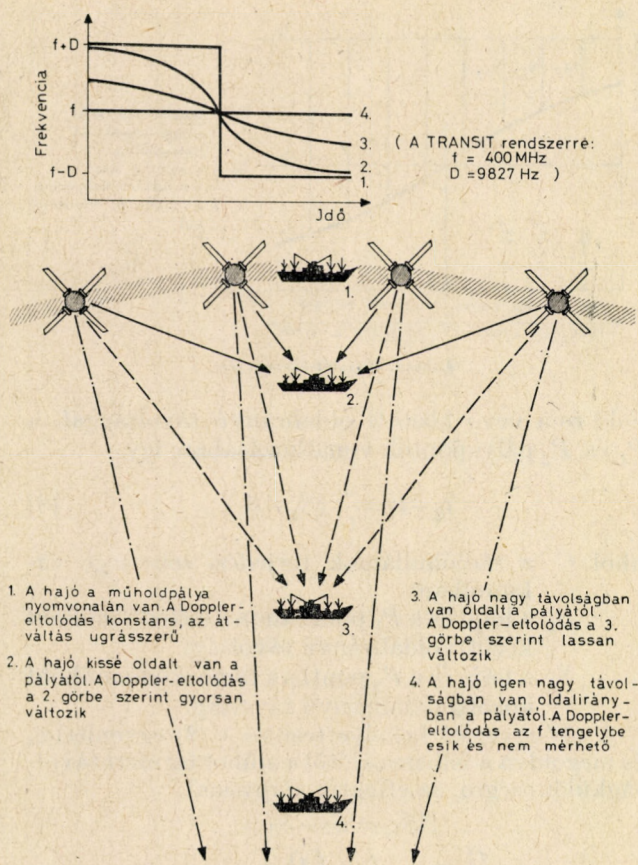 f+D
f
f-D
Frekvencia
4.
3.
2.
1.
Jdő
( A TRANSIT rendszerre:
f = 400 MHz
D = 9827 Hz )
1.
2.
3.
4.
1. A hajó a műholdpálya
nyomvonalán van. A Doppler-
eltolódás konstans, az át-
váltás ugrásszerű
2. A hajó kissé oldalt van a
pályától. A Doppler-eltolódás
a 2. görbe szerint gyorsan
változik
3. A hajó nagy távolságban
van oldalt a pályától.
A Doppler-eltolódás a 3.
görbe szerint lassan
változik
4. A hajó igen nagy távol-
ságban van oldalirány-
ban a pályától. A Doppler-
eltolódás az f tengelybe
esik és nem mérhető